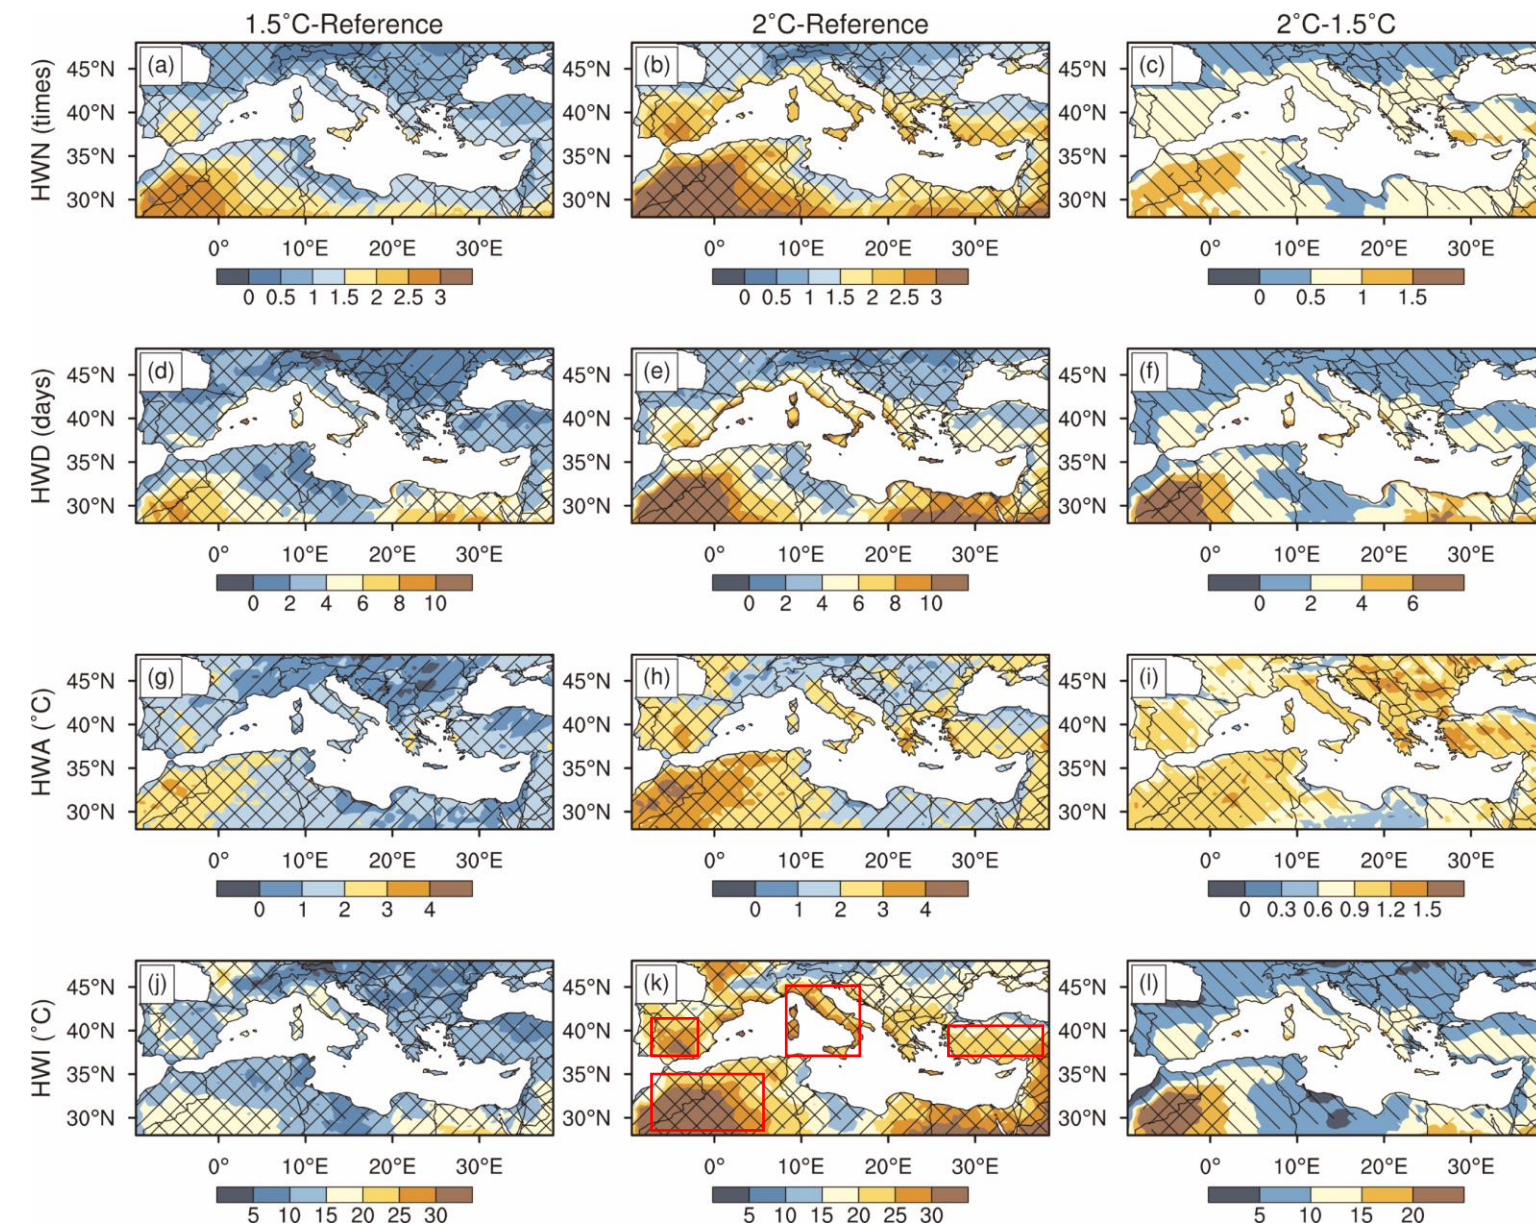 1.5°C-Reference 2°C-Reference 2°C-1.5°C
HWN (times)
(a) (b) (c)
45°N 45°N 45°N
40°N 40°N 40°N
35°N 35°N 35°N
30°N 30°N 30°N
0° 10°E 20°E 30°E 0° 10°E 20°E 30°E 0° 10°E 20°E 30°E
0 0.5 1 1.5 2 2.5 3 0 0.5 1 1.5 2 2.5 3 0 0.5 1 1.5
HWD (days)
(d) (e) (f)
45°N 45°N 45°N
40°N 40°N 40°N
35°N 35°N 35°N
30°N 30°N 30°N
0° 10°E 20°E 30°E 0° 10°E 20°E 30°E 0° 10°E 20°E 30°E
0 2 4 6 8 10 0 2 4 6 8 10 0 2 4 6
HWA (°C)
(g) (h) (i)
45°N 45°N 45°N
40°N 40°N 40°N
35°N 35°N 35°N
30°N 30°N 30°N
0° 10°E 20°E 30°E 0° 10°E 20°E 30°E 0° 10°E 20°E 30°E
0 1 2 3 4 0 1 2 3 4 0 0.3 0.6 0.9 1.2 1.5
HWI (°C)
(j) (k) (l)
45°N 45°N 45°N
40°N 40°N 40°N
35°N 35°N 35°N
30°N 30°N 30°N
0° 10°E 20°E 30°E 0° 10°E 20°E 30°E 0° 10°E 20°E 30°E
5 10 15 20 25 30 5 10 15 20 25 30 5 10 15 20